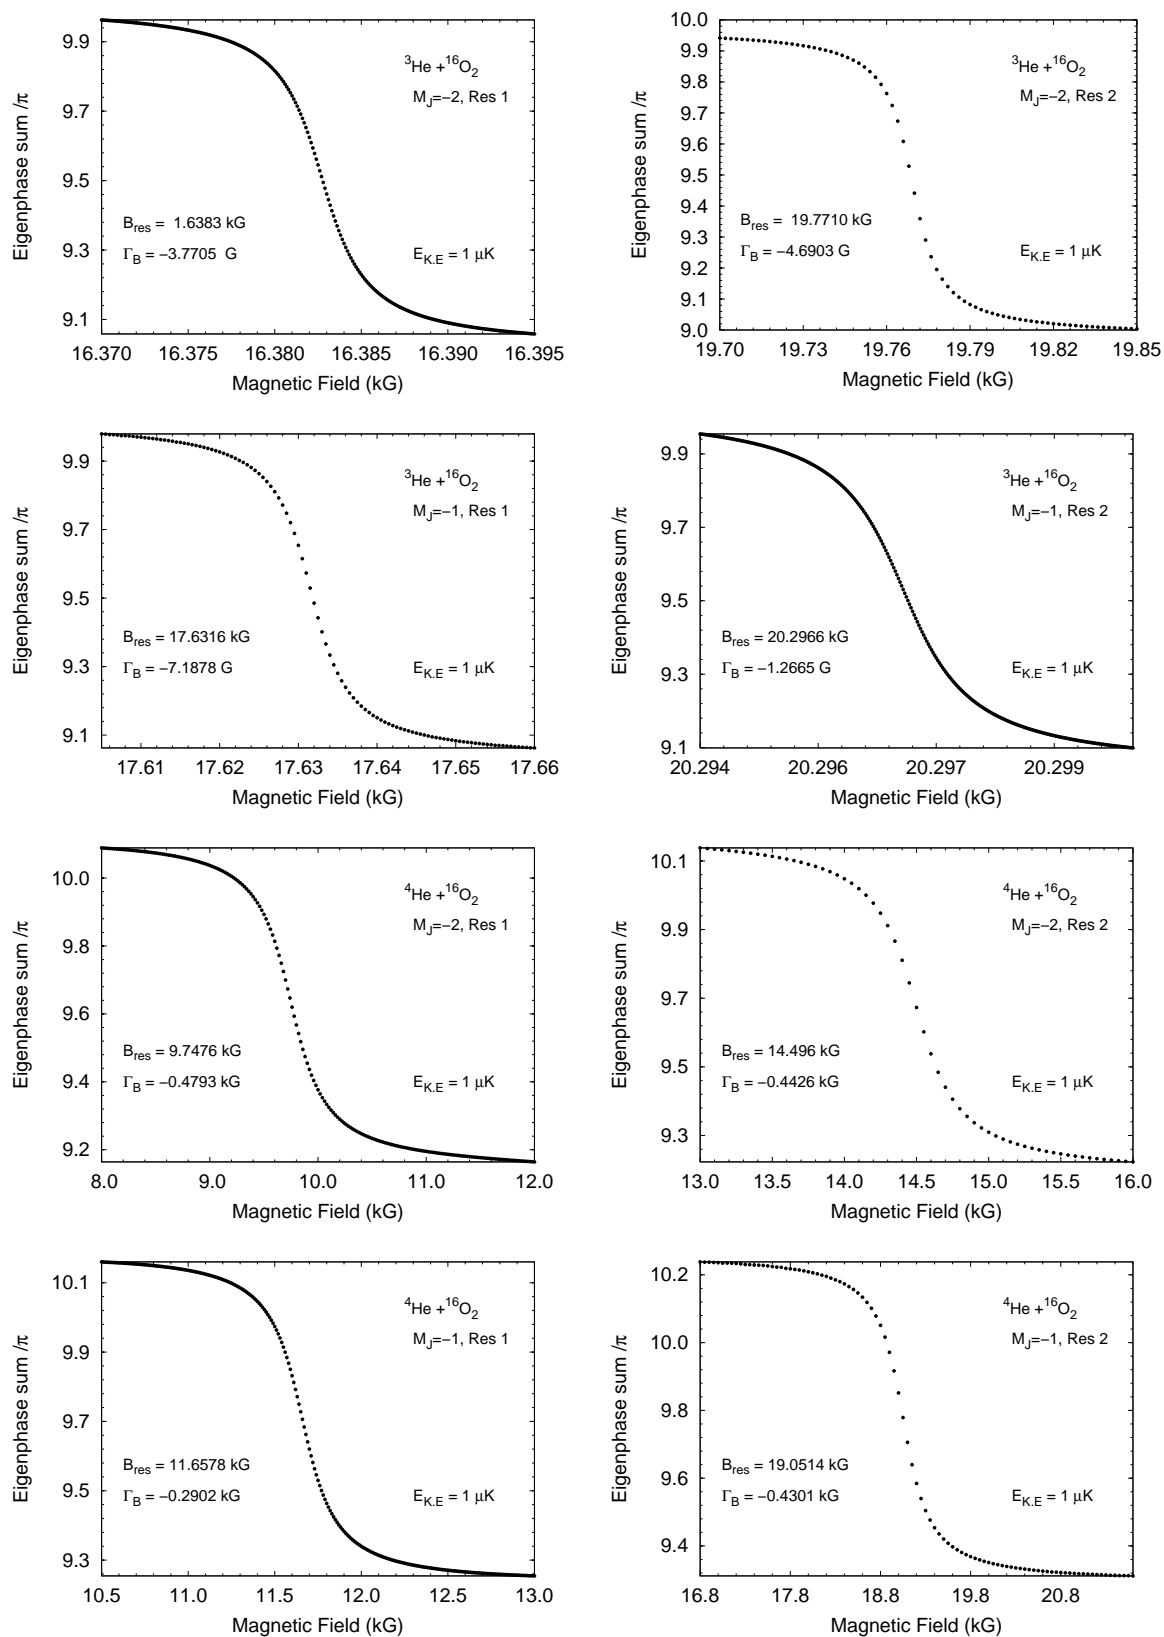 Eigenphase sum /π
9.9
9.7
9.5
9.3
9.1
³He +¹⁶O₂
M_J=−2, Res 1
B_res = 1.6383 kG
Γ_B = −3.7705 G
E_K.E = 1 μK
16.370 16.375 16.380 16.385 16.390 16.395
Magnetic Field (kG)
Eigenphase sum /π
10.0
9.9
9.8
9.7
9.6
9.5
9.4
9.3
9.2
9.1
9.0
³He +¹⁶O₂
M_J=−2, Res 2
B_res = 19.7710 kG
Γ_B = −4.6903 G
E_K.E = 1 μK
19.70 19.73 19.76 19.79 19.82 19.85
Magnetic Field (kG)
Eigenphase sum /π
9.9
9.7
9.5
9.3
9.1
³He +¹⁶O₂
M_J=−1, Res 1
B_res = 17.6316 kG
Γ_B = −7.1878 G
E_K.E = 1 μK
17.61 17.62 17.63 17.64 17.65 17.66
Magnetic Field (kG)
Eigenphase sum /π
9.9
9.7
9.5
9.3
9.1
³He +¹⁶O₂
M_J=−1, Res 2
B_res = 20.2966 kG
Γ_B = −1.2665 G
E_K.E = 1 μK
20.294 20.296 20.297 20.299
Magnetic Field (kG)
Eigenphase sum /π
10.0
9.8
9.6
9.4
9.2
⁴He +¹⁶O₂
M_J=−2, Res 1
B_res = 9.7476 kG
Γ_B = −0.4793 kG
E_K.E = 1 μK
8.0 9.0 10.0 11.0 12.0
Magnetic Field (kG)
Eigenphase sum /π
10.1
9.9
9.7
9.5
9.3
⁴He +¹⁶O₂
M_J=−2, Res 2
B_res = 14.496 kG
Γ_B = −0.4426 kG
E_K.E = 1 μK
13.0 13.5 14.0 14.5 15.0 15.5 16.0
Magnetic Field (kG)
Eigenphase sum /π
10.1
9.9
9.7
9.5
9.3
⁴He +¹⁶O₂
M_J=−1, Res 1
B_res = 11.6578 kG
Γ_B = −0.2902 kG
E_K.E = 1 μK
10.5 11.0 11.5 12.0 12.5 13.0
Magnetic Field (kG)
Eigenphase sum /π
10.2
10.0
9.8
9.6
9.4
⁴He +¹⁶O₂
M_J=−1, Res 2
B_res = 19.0514 kG
Γ_B = −0.4301 kG
E_K.E = 1 μK
16.8 17.8 18.8 19.8 20.8
Magnetic Field (kG)